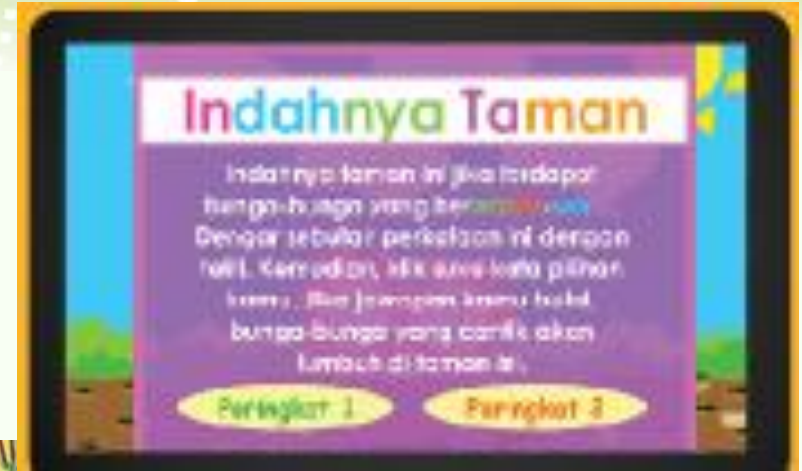 Indahnya Taman
Indahnya taman ini jika terdapat
bunga-bunga yang
Dengar sebutan perkataan ini dengan
teliti. Kemudian, klik suku kata pilihan
kamu. Jika jawapan kamu betul,
bunga-bunga yang cantik akan
tumbuh di taman ini.
Peringkat 1 Peringkat 2